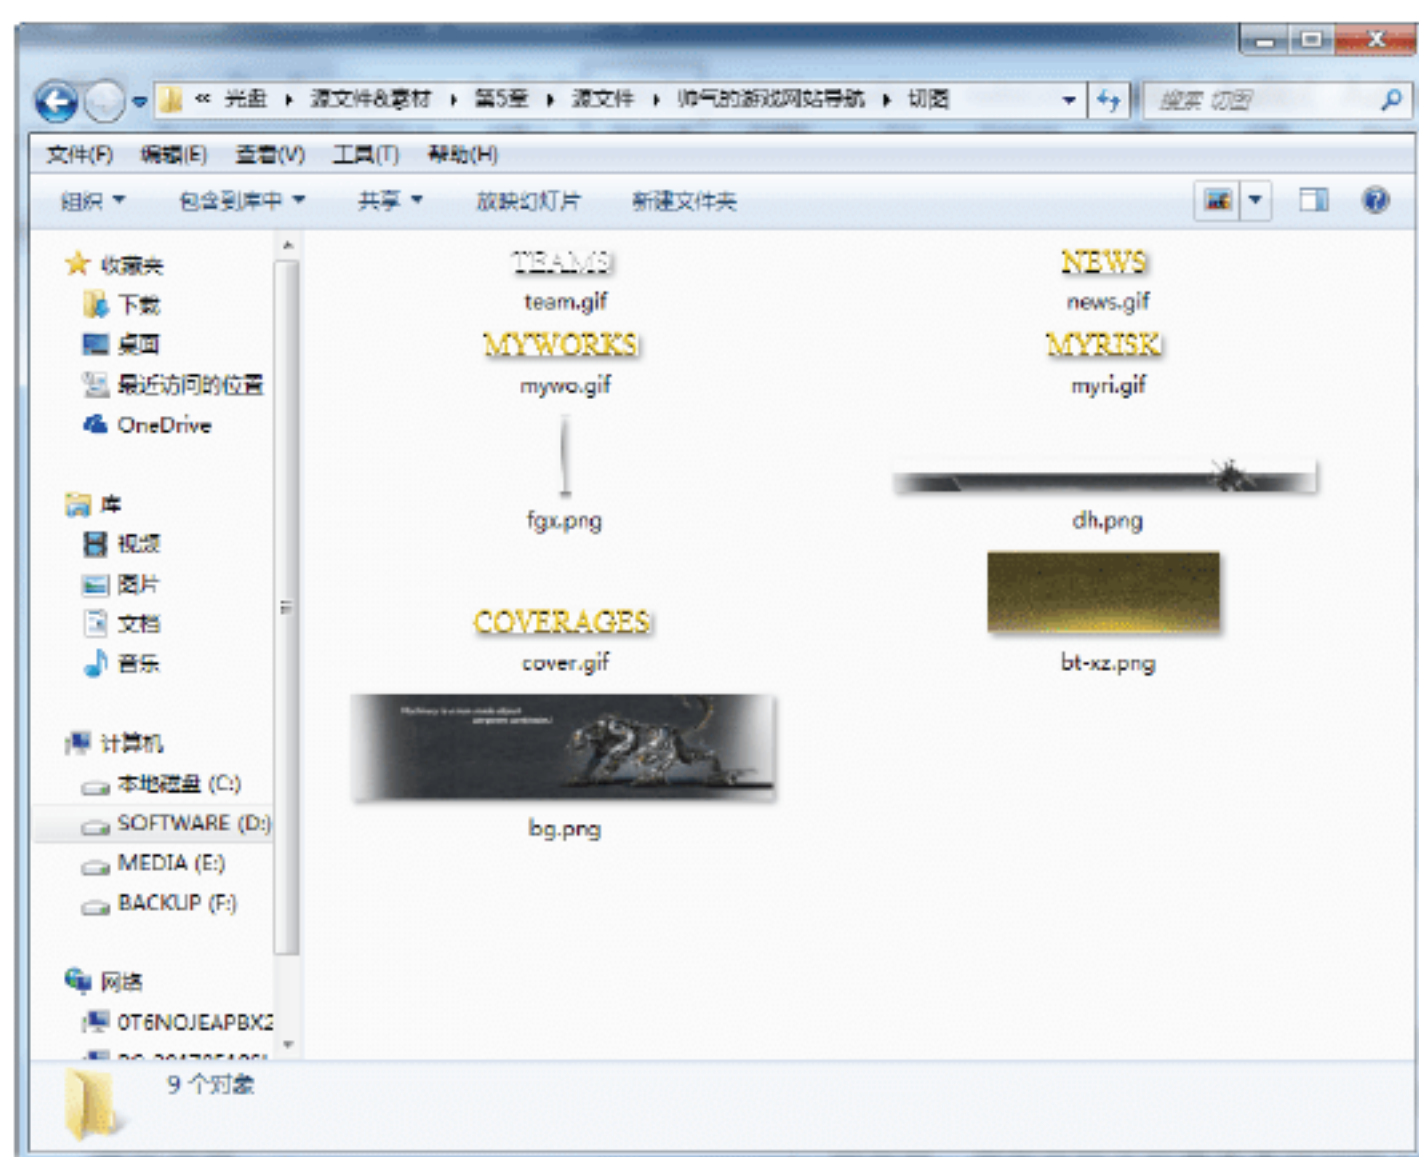 « 光盘 ▸ 源文件&素材 ▸ 第5章 ▸ 源文件 ▸ 帅气的游戏网站导航 ▸ 切图
搜索 切图
文件(F) 编辑(E) 查看(V) 工具(T) 帮助(H)
组织 包含到库中 共享 放映幻灯片 新建文件夹
收藏夹
下载
桌面
最近访问的位置
OneDrive
库
视频
图片
文档
音乐
计算机
本地磁盘 (C:)
SOFTWARE (D:)
MEDIA (E:)
BACKUP (F:)
网络
0T6NOJEAPBX2
TEAMS
team.gif
NEWS
news.gif
MYWORKS
mywo.gif
MYRISK
myri.gif
fgx.png
dh.png
COVERAGES
cover.gif
bt-xz.png
bg.png
9 个对象